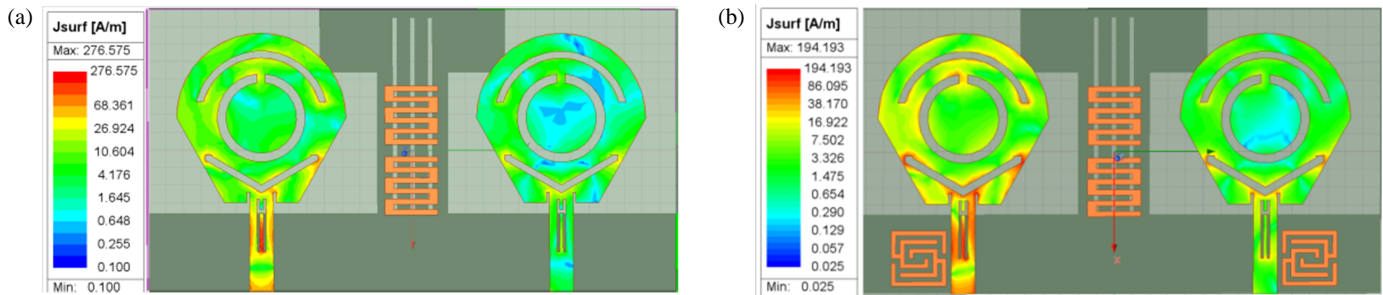 (a)
Jsurf [A/m]
Max: 276.575
276.575
68.361
26.924
10.604
4.176
1.645
0.648
0.255
0.100
Min: 0.100
(b)
Jsurf [A/m]
Max: 194.193
194.193
86.095
38.170
16.922
7.502
3.326
1.475
0.654
0.290
0.129
0.057
0.025
Min: 0.025
x